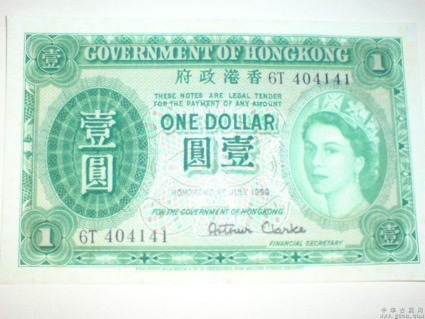 GOVERNMENT OF HONGKONG
壹 府政港香 6T 404141 1
THESE NOTES ARE LEGAL TENDER
FOR THE PAYMENT OF ANY AMOUNT
ONE DOLLAR
壹圓
圓壹
HONGKONG 1ST JULY 1959
FOR THE GOVERNMENT OF HONGKONG
1 6T 404141 Arthur Clarke 壹
FINANCIAL SECRETARY